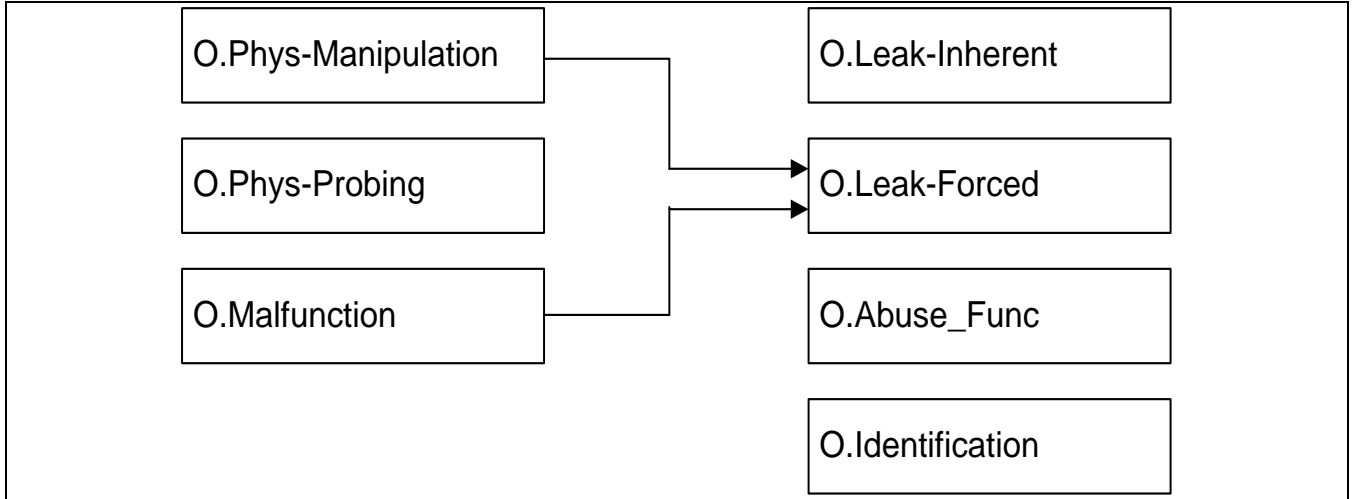 O.Phys-Manipulation
O.Leak-Inherent
O.Phys-Probing
O.Leak-Forced
O.Malfunction
O.Abuse_Func
O.Identification